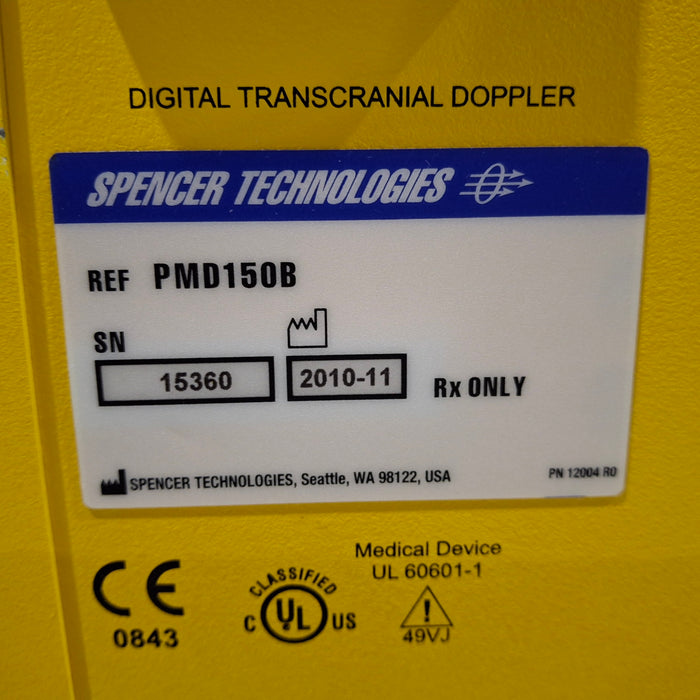 DIGITAL TRANSCRANIAL DOPPLER
SPENCER TECHNOLOGIES
REF PMD150B
SN
15360
2010-11
Rx ONLY
SPENCER TECHNOLOGIES, Seattle, WA 98122, USA
PN 12004 R0
CE
0843
CLASSIFIED
C UL US
Medical Device
UL 60601-1
!
49VJ